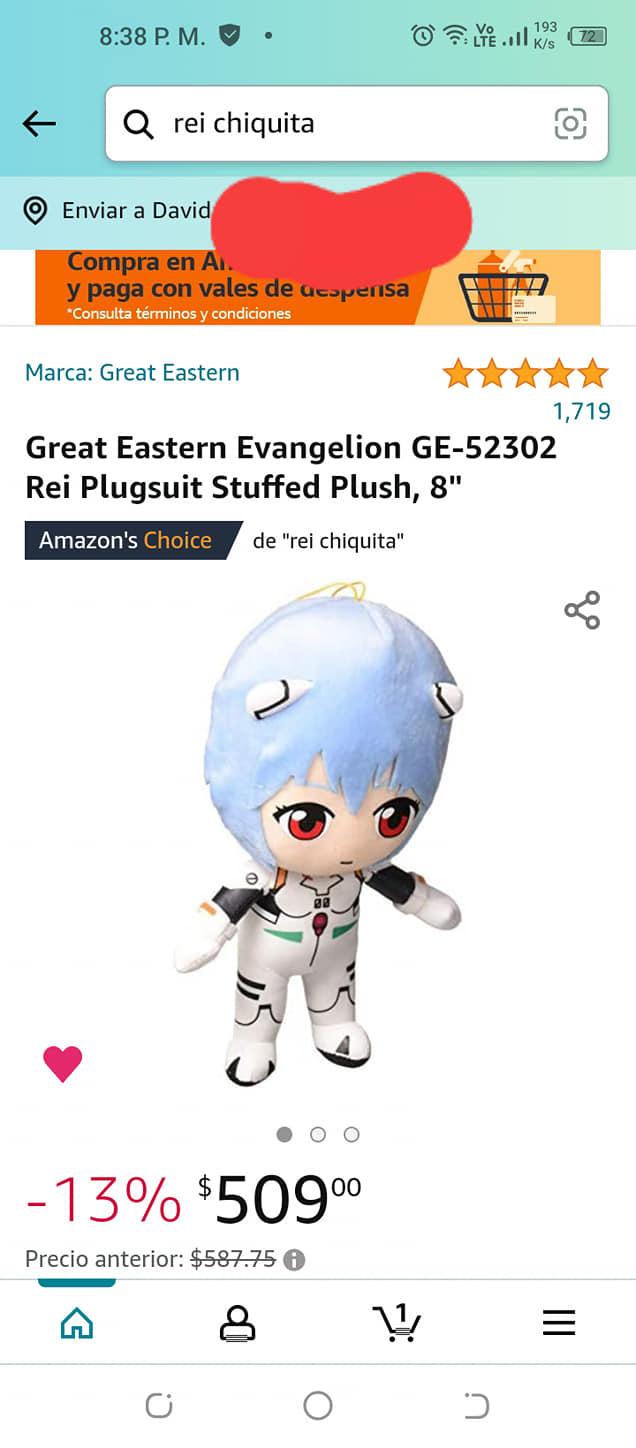 8:38 P. M.
Vo LTE 193 K/s 72
rei chiquita
Enviar a David
Compra en
y paga con vales de despensa
*Consulta términos y condiciones
Marca: Great Eastern
1,719
Great Eastern Evangelion GE-52302
Rei Plugsuit Stuffed Plush, 8"
Amazon's Choice de "rei chiquita"
-13% $509 00
Precio anterior: $587.75
1